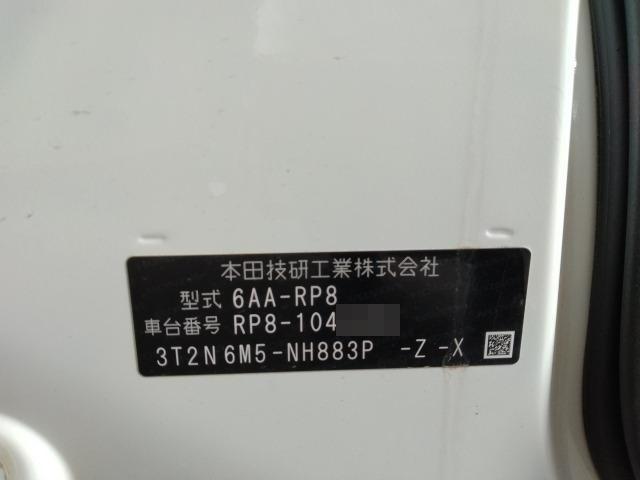 本田技研工業株式会社
型式 6AA-RP8
車台番号 RP8-104
3T2N6M5-NH883P -Z-X